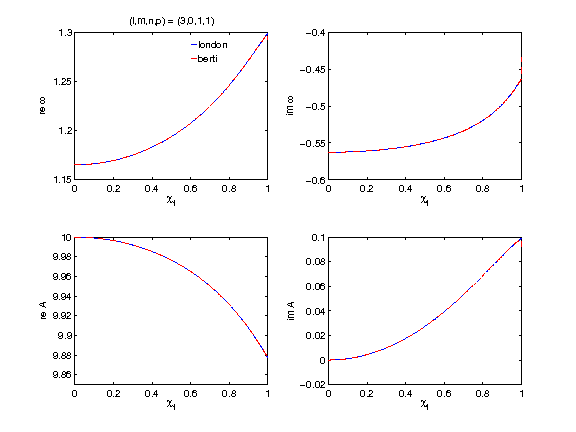 (l,m,n,p) = (3,0,1,1)
1.3
1.25
1.2
1.15
re ω
london
berti
0 0.2 0.4 0.6 0.8 1
χf
−0.4
−0.45
−0.5
−0.55
−0.6
im ω
0 0.2 0.4 0.6 0.8 1
χf
10
9.98
9.96
9.94
9.92
9.9
9.88
9.86
re A
0 0.2 0.4 0.6 0.8 1
χf
0.1
0.08
0.06
0.04
0.02
0
−0.02
im A
0 0.2 0.4 0.6 0.8 1
χf